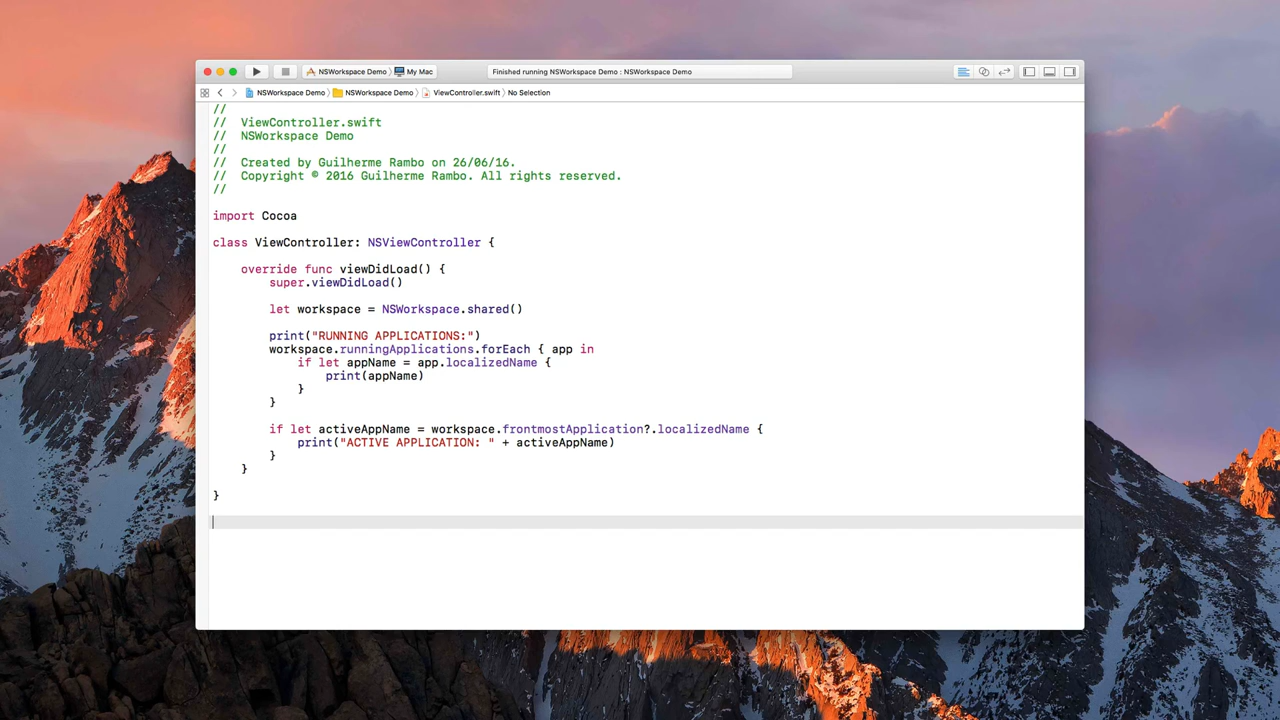 NSWorkspace Demo 〉 My Mac
Finished running NSWorkspace Demo : NSWorkspace Demo
NSWorkspace Demo 〉 NSWorkspace Demo 〉 ViewController.swift 〉 No Selection
//
//  ViewController.swift
//  NSWorkspace Demo
//
//  Created by Guilherme Rambo on 26/06/16.
//  Copyright © 2016 Guilherme Rambo. All rights reserved.
//
import Cocoa
class ViewController: NSViewController {
    override func viewDidLoad() {
        super.viewDidLoad()
        let workspace = NSWorkspace.shared()
        print("RUNNING APPLICATIONS:")
        workspace.runningApplications.forEach { app in
            if let appName = app.localizedName {
                print(appName)
            }
        }
        if let activeAppName = workspace.frontmostApplication?.localizedName {
            print("ACTIVE APPLICATION: " + activeAppName)
        }
    }
}